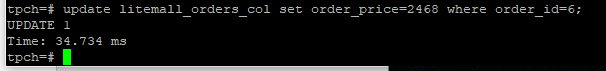 tpch=# update litemall_orders_col set order_price=2468 where order_id=6;
UPDATE 1
Time: 34.734 ms
tpch=#